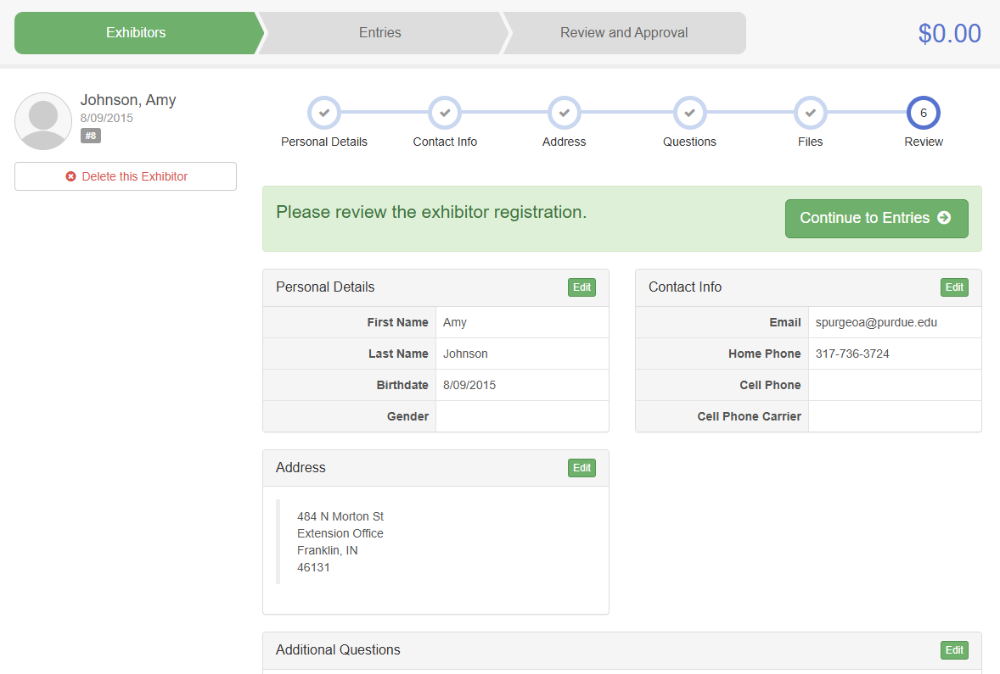 Exhibitors
Entries
Review and Approval
$0.00
Johnson, Amy
8/09/2015
#8
Delete this Exhibitor
6
Personal Details
Contact Info
Address
Questions
Files
Review
Please review the exhibitor registration.
Continue to Entries
Personal Details
Edit
First Name Amy
Last Name Johnson
Birthdate 8/09/2015
Gender
Contact Info
Edit
Email spurgeoa@purdue.edu
Home Phone 317-736-3724
Cell Phone
Cell Phone Carrier
Address
Edit
484 N Morton St
Extension Office
Franklin, IN
46131
Additional Questions
Edit